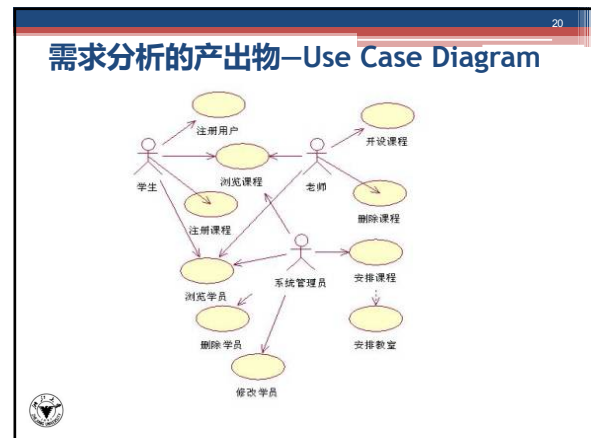 20
需求分析的产出物—Use Case Diagram
注册用户
开设课程
浏览课程
学生
老师
注册课程
删除课程
浏览学员
系统管理员
安排课程
删除学员
安排教室
修改学员